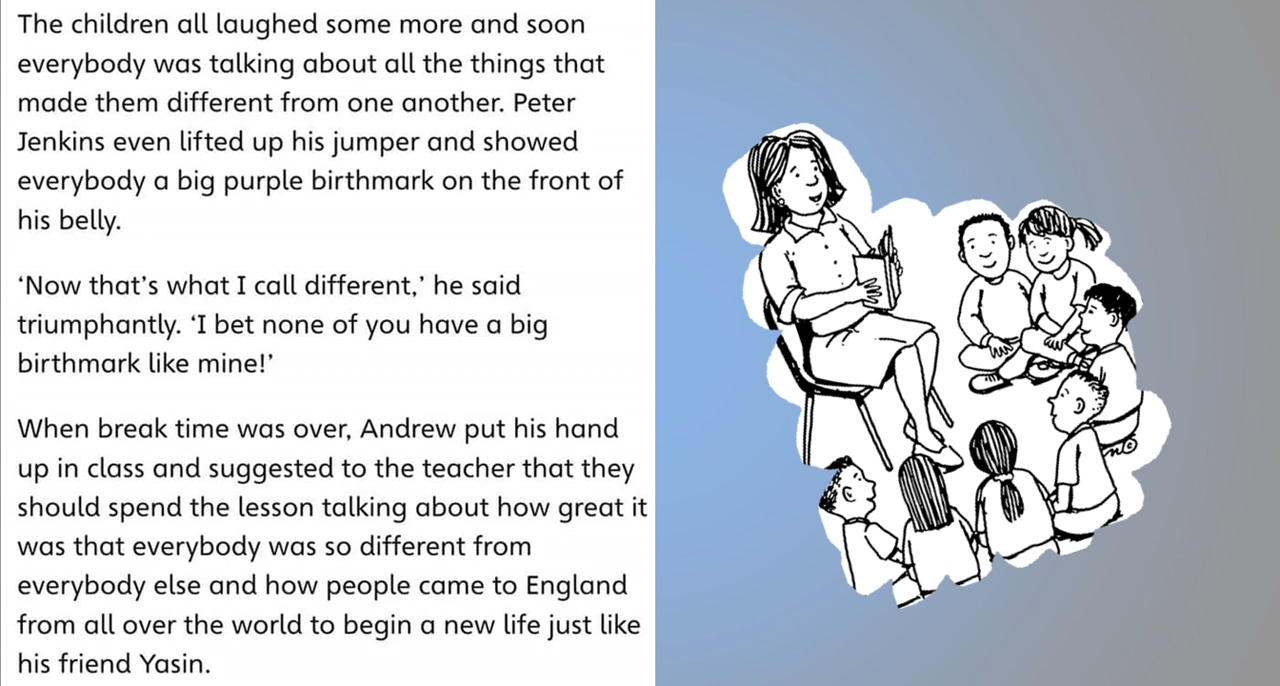 The children all laughed some more and soon
everybody was talking about all the things that
made them different from one another. Peter
Jenkins even lifted up his jumper and showed
everybody a big purple birthmark on the front of
his belly.
‘Now that’s what I call different,’ he said
triumphantly. ‘I bet none of you have a big
birthmark like mine!’
When break time was over, Andrew put his hand
up in class and suggested to the teacher that they
should spend the lesson talking about how great it
was that everybody was so different from
everybody else and how people came to England
from all over the world to begin a new life just like
his friend Yasin.